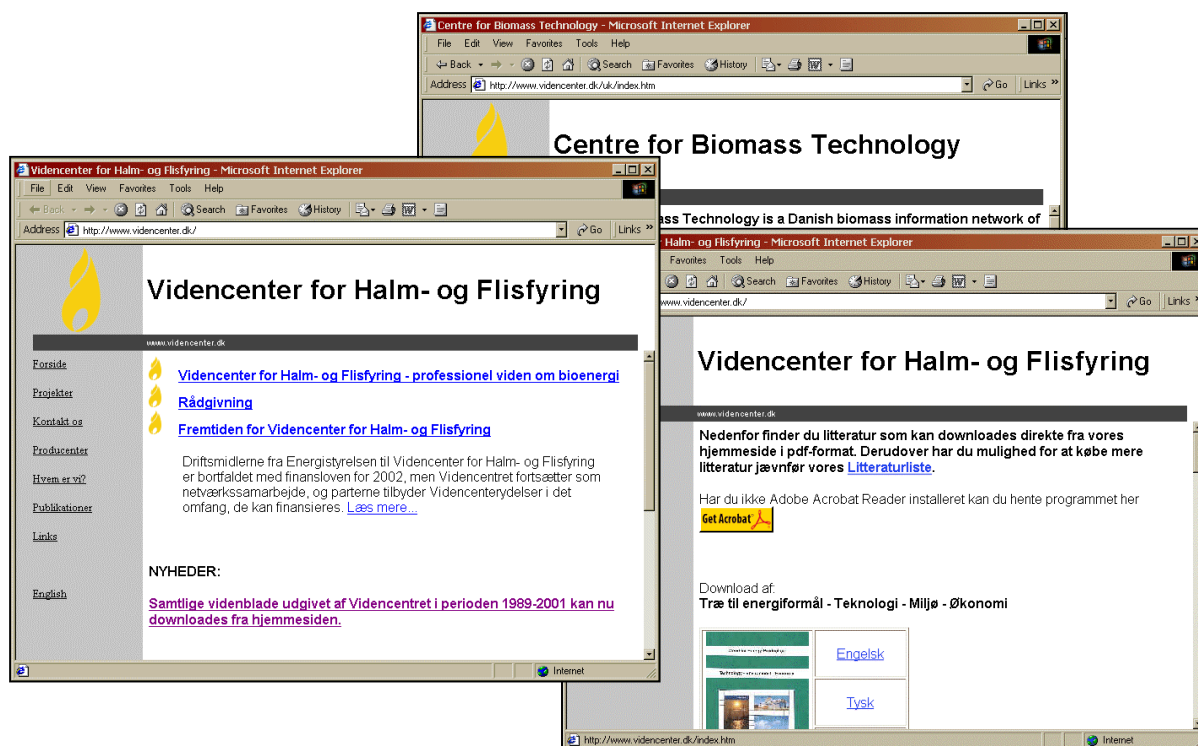 Centre for Biomass Technology - Microsoft Internet Explorer
File Edit View Favorites Tools Help
Back Search Favorites History
Address http://www.videncenter.dk/uk/index.htm Go Links »
Centre for Biomass Technology
ass Technology is a Danish biomass information network of
Videncenter for Halm- og Flisfyring - Microsoft Internet Explorer
File Edit View Favorites Tools Help
Back Search Favorites History
Address http://www.videncenter.dk/ Go Links »
Videncenter for Halm- og Flisfyring
www.videncenter.dk
Forside
Projekter
Kontakt os
Producenter
Hvem er vi?
Publikationer
Links
English
Videncenter for Halm- og Flisfyring - professionel viden om bioenergi
Rådgivning
Fremtiden for Videncenter for Halm- og Flisfyring
Driftsmidlerne fra Energistyrelsen til Videncenter for Halm- og Flisfyring
er bortfaldet med finansloven for 2002, men Videncentret fortsætter som
netværkssamarbejde, og parterne tilbyder Videncenterydelser i det
omfang, de kan finansieres. Læs mere...
NYHEDER:
Samtlige videnblade udgivet af Videncentret i perioden 1989-2001 kan nu
downloades fra hjemmesiden.
Internet
Halm- og Flisfyring - Microsoft Internet Explorer
Favorites Tools Help
Search Favorites History
www.videncenter.dk/ Go Links »
Videncenter for Halm- og Flisfyring
www.videncenter.dk
Nedenfor finder du litteratur som kan downloades direkte fra vores
hjemmeside i pdf-format. Derudover har du mulighed for at købe mere
litteratur jævnfør vores Litteraturliste.
Har du ikke Adobe Acrobat Reader installeret kan du hente programmet her
Get Acrobat
Download af:
Træ til energiformål - Teknologi - Miljø - Økonomi
Engelsk
Tysk
http://www.videncenter.dk/index.htm Internet